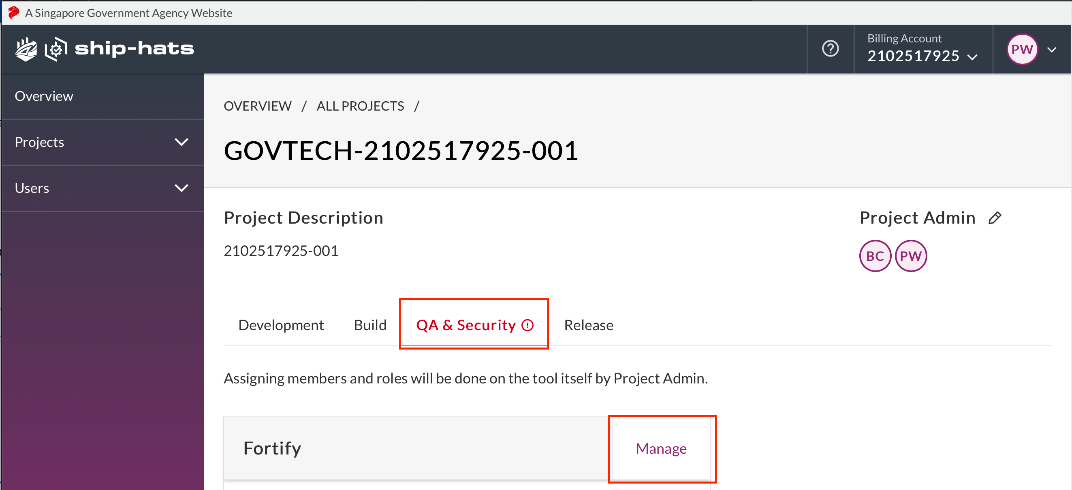 A Singapore Government Agency Website
ship-hats
Billing Account
2102517925
PW
Overview
Projects
Users
OVERVIEW / ALL PROJECTS /
GOVTECH-2102517925-001
Project Description
2102517925-001
Project Admin
BC PW
Development Build QA & Security Release
Assigning members and roles will be done on the tool itself by Project Admin.
Fortify Manage